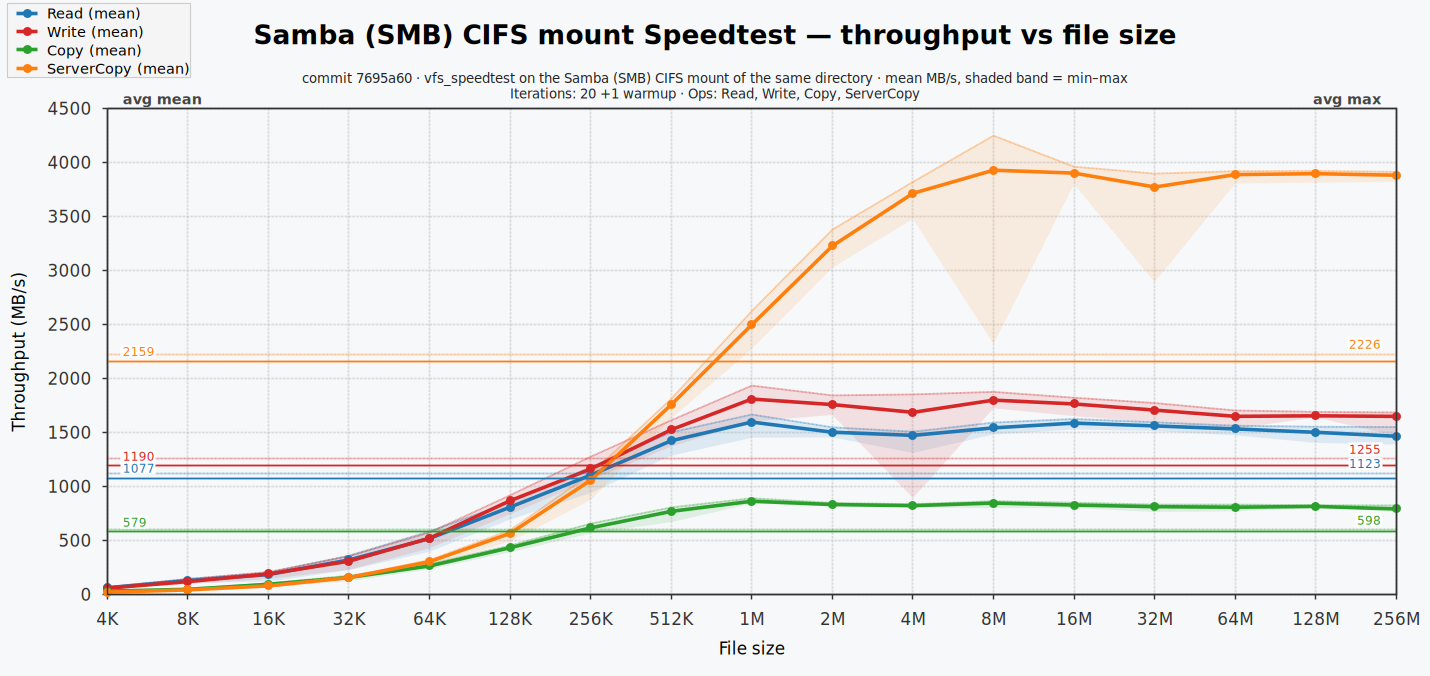 Read (mean)
Write (mean)
Copy (mean)
ServerCopy (mean)
Samba (SMB) CIFS mount Speedtest — throughput vs file size
commit 7695a60 · vfs_speedtest on the Samba (SMB) CIFS mount of the same directory · mean MB/s, shaded band = min–max
Iterations: 20 +1 warmup · Ops: Read, Write, Copy, ServerCopy
avg mean
avg max
4500
4000
3500
3000
2500
2000
1500
1000
500
0
Throughput (MB/s)
2159
2226
1190
1077
1255
1123
579
598
4K 8K 16K 32K 64K 128K 256K 512K 1M 2M 4M 8M 16M 32M 64M 128M 256M
File size